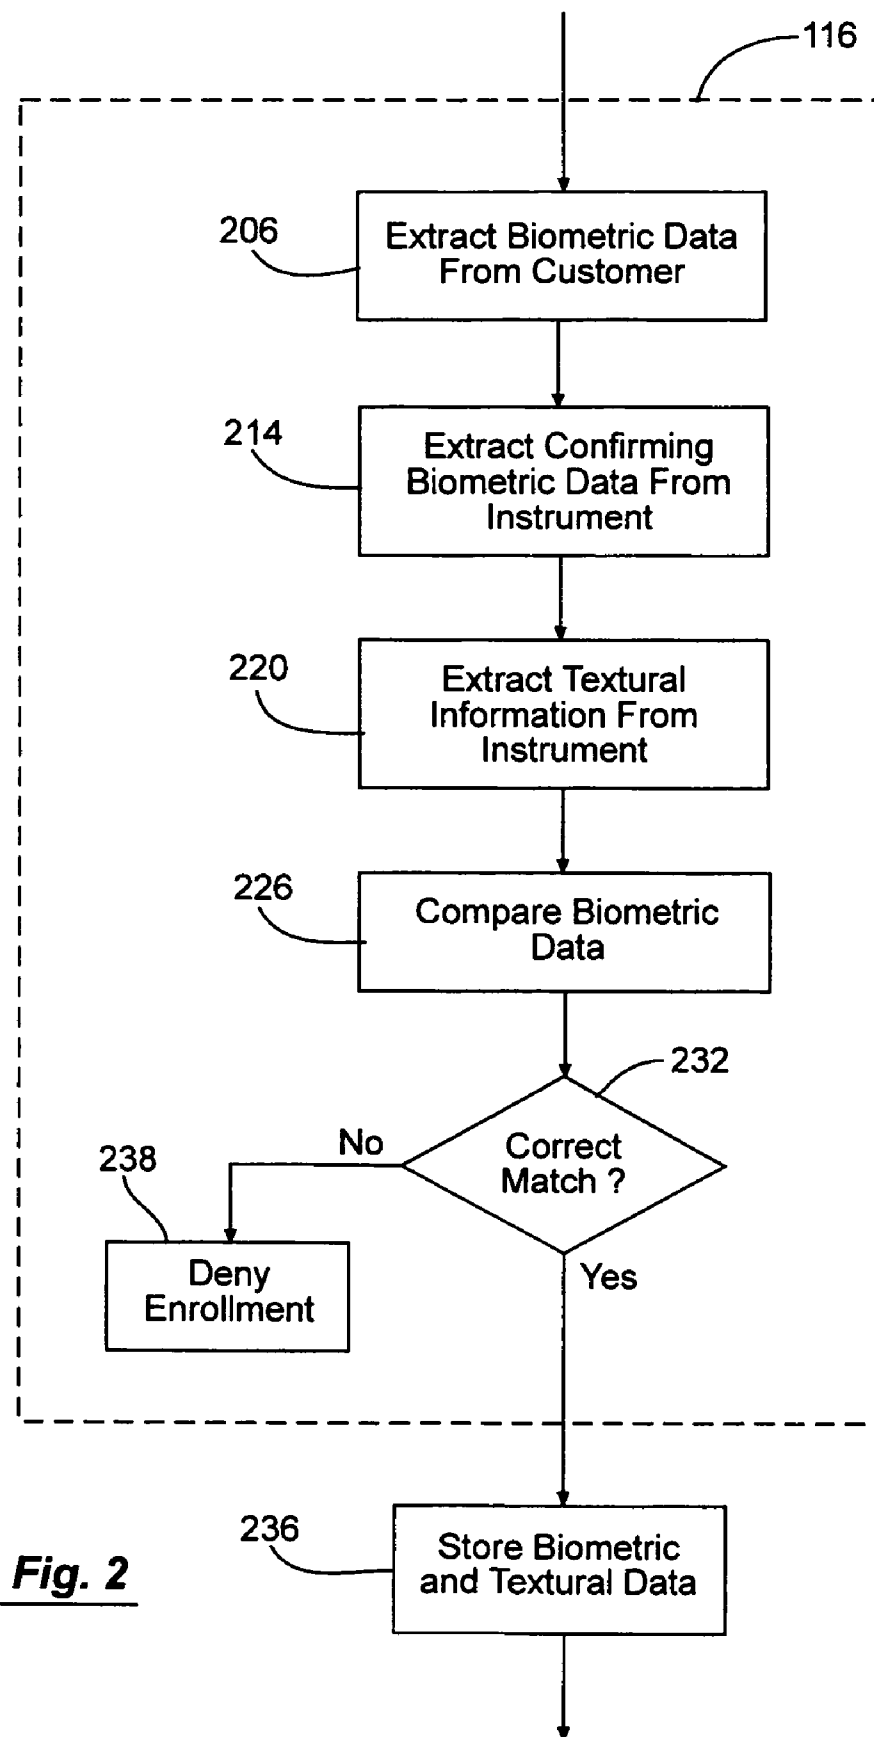 116
206
Extract Biometric Data
From Customer
214
Extract Confirming
Biometric Data From
Instrument
220
Extract Textural
Information From
Instrument
226
Compare Biometric
Data
232
Correct
Match ?
No
238
Deny
Enrollment
Yes
236
Store Biometric
and Textural Data
Fig. 2